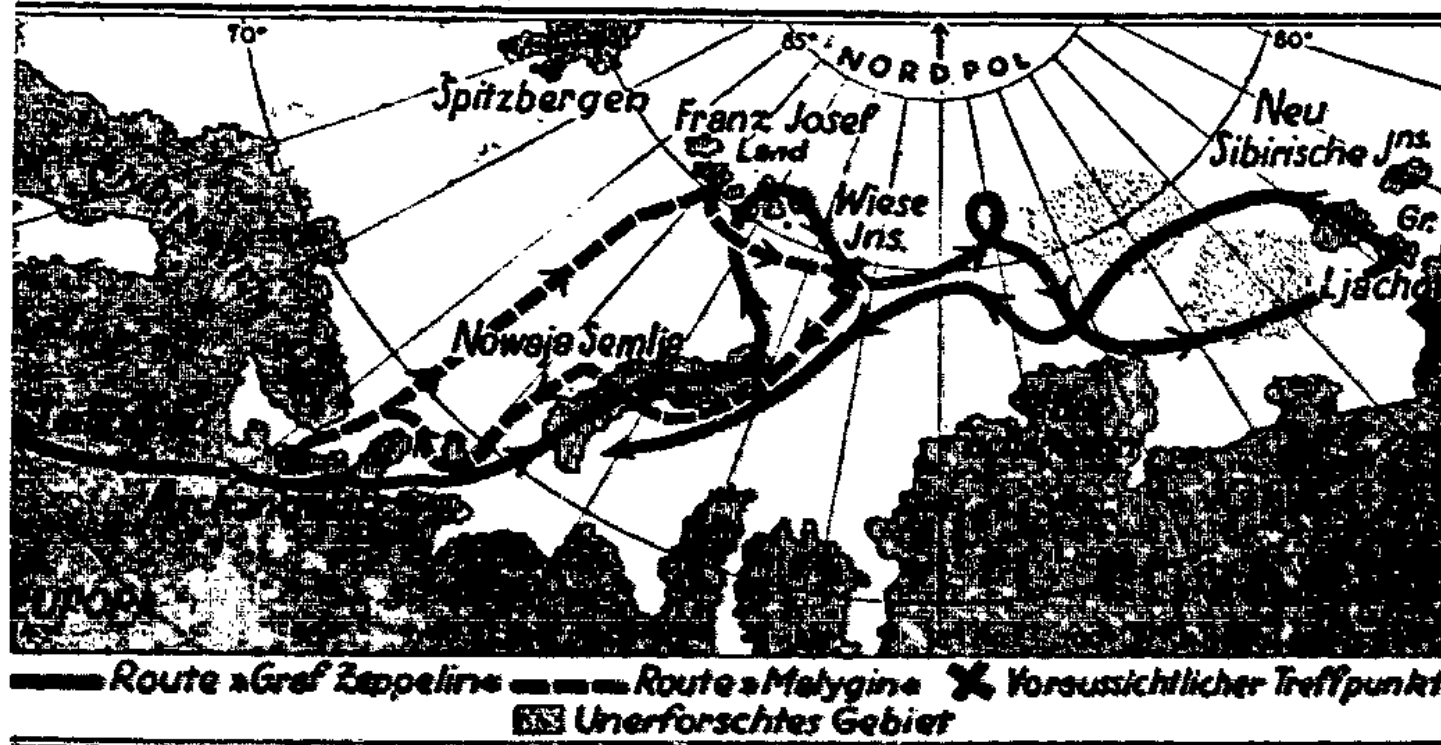 70°
85°
NORDPOL
80°
Spitzbergen
Franz Josef
Land
Neu
Sibirische Jns.
Wiese
Jns.
Gr.
Ljacho
Nowaja Semlja
Route »Graf Zeppelin«
Route »Malygin«
Voraussichtlicher Treffpunkt
Unerforschtes Gebiet